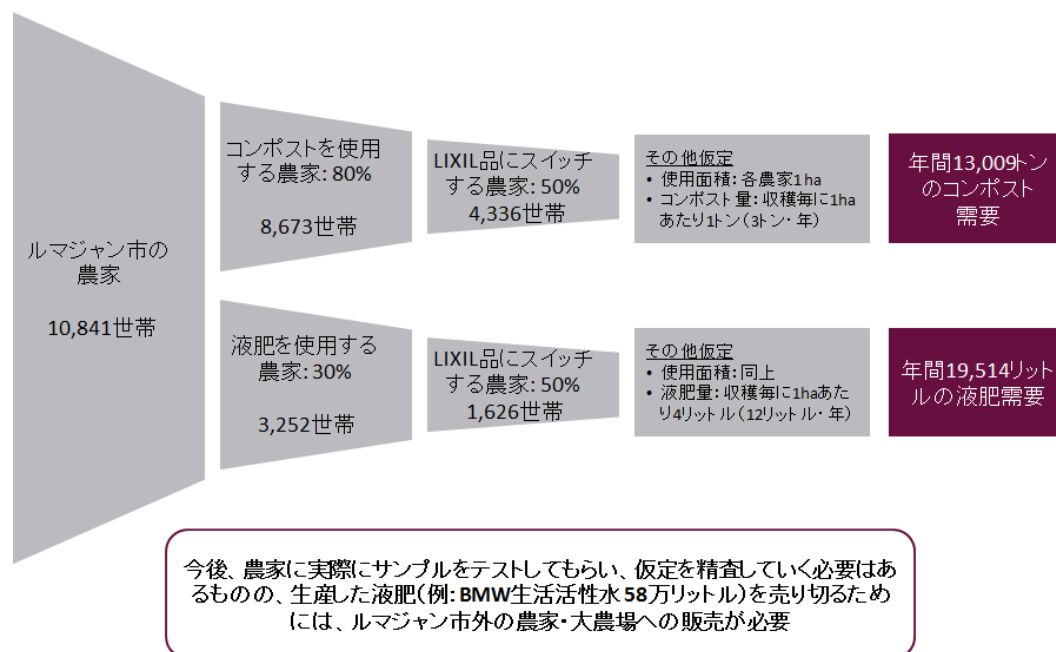 ルマジャン市の
農家
10,841世帯
コンポストを使用
する農家: 80%
8,673世帯
LIXIL品にスイッチ
する農家: 50%
4,336世帯
その他仮定
• 使用面積: 各農家1ha
• コンポスト量: 収穫毎に1ha
あたり1トン(3トン・年)
年間13,009トン
のコンポスト
需要
液肥を使用する
農家: 30%
3,252世帯
LIXIL品にスイッチ
する農家: 50%
1,626世帯
その他仮定
• 使用面積: 同上
• 液肥量: 収穫毎に1haあた
り4リットル(12リットル・年)
年間19,514リット
ルの液肥需要
今後、農家に実際にサンプルをテストしてもらい、仮定を精査していく必要はあ
るものの、生産した液肥(例: BMW生活活性水 58万リットル)を売り切るため
には、ルマジャン市外の農家・大農場への販売が必要